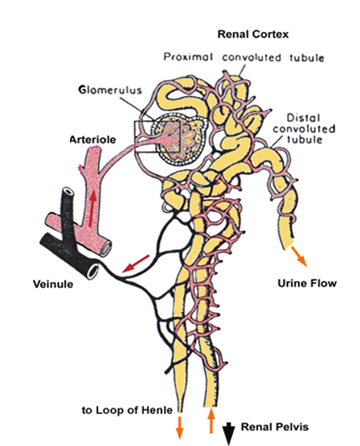 Renal Cortex
Proximal convoluted tubule
Glomerulus
Distal
convoluted
tubule
Arteriole
Veinule
Urine Flow
to Loop of Henle
Renal Pelvis